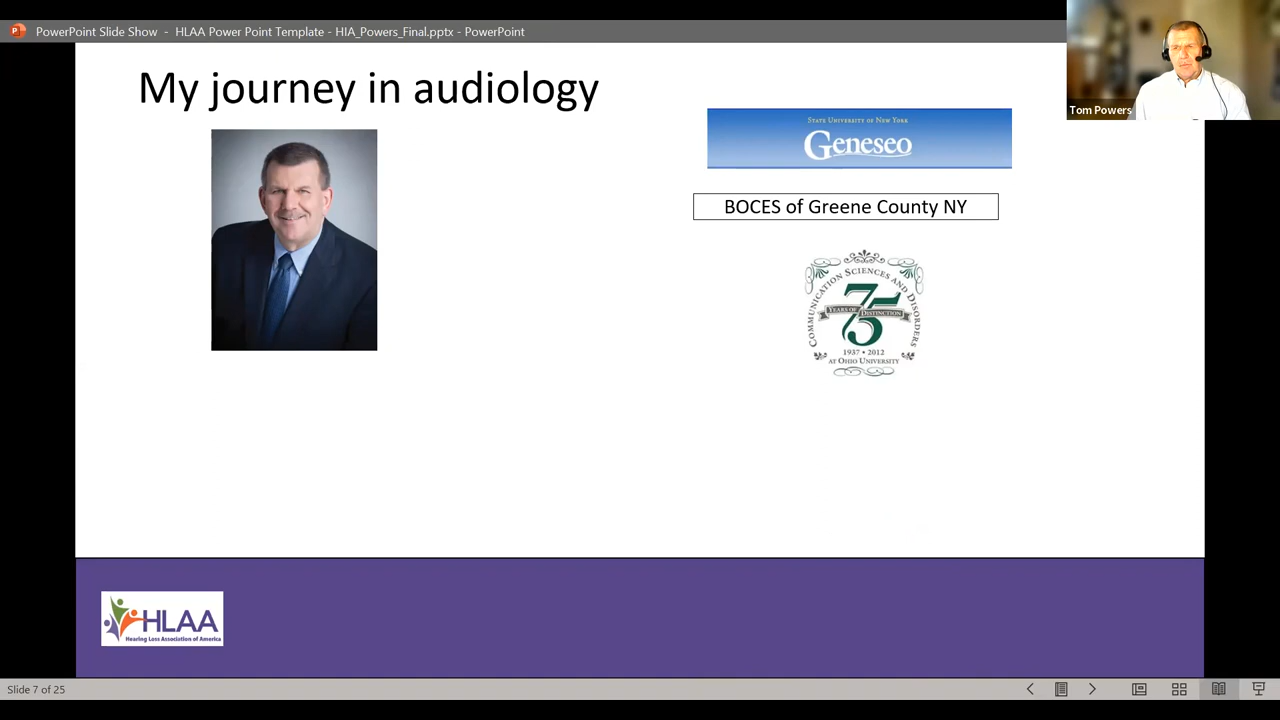 PowerPoint Slide Show - HLAA Power Point Template - HIA_Powers_Final.pptx - PowerPoint
Tom Powers
My journey in audiology
STATE UNIVERSITY OF NEW YORK
Geneseo
BOCES of Greene County NY
COMMUNICATION SCIENCES AND DISORDERS
75
YEARS OF DISTINCTION
1937 • 2012
AT OHIO UNIVERSITY
HLAA
Hearing Loss Association of America
Slide 7 of 25